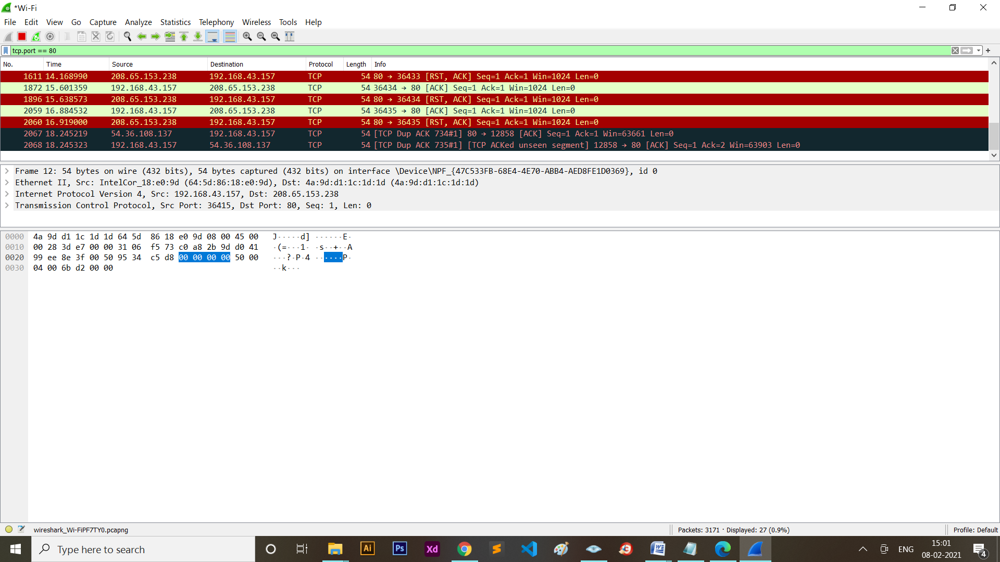 *Wi-Fi
File Edit View Go Capture Analyze Statistics Telephony Wireless Tools Help
tcp.port == 80
No. Time Source Destination Protocol Length Info
1611 14.168990 208.65.153.238 192.168.43.157 TCP 54 80 → 36433 [RST, ACK] Seq=1 Ack=1 Win=1024 Len=0
1872 15.601359 192.168.43.157 208.65.153.238 TCP 54 36434 → 80 [ACK] Seq=1 Ack=1 Win=1024 Len=0
1896 15.638573 208.65.153.238 192.168.43.157 TCP 54 80 → 36434 [RST, ACK] Seq=1 Ack=1 Win=1024 Len=0
2059 16.884532 192.168.43.157 208.65.153.238 TCP 54 36435 → 80 [ACK] Seq=1 Ack=1 Win=1024 Len=0
2060 16.919000 208.65.153.238 192.168.43.157 TCP 54 80 → 36435 [RST, ACK] Seq=1 Ack=1 Win=1024 Len=0
2067 18.245219 54.36.108.137 192.168.43.157 TCP 54 [TCP Dup ACK 734#1] 80 → 12858 [ACK] Seq=1 Ack=1 Win=63661 Len=0
2068 18.245323 192.168.43.157 54.36.108.137 TCP 54 [TCP Dup ACK 735#1] [TCP ACKed unseen segment] 12858 → 80 [ACK] Seq=1 Ack=2 Win=63903 Len=0
Frame 12: 54 bytes on wire (432 bits), 54 bytes captured (432 bits) on interface \Device\NPF_{47C533FB-68E4-4E70-ABB4-AED8FE1D0369}, id 0
Ethernet II, Src: IntelCor_18:e0:9d (64:5d:86:18:e0:9d), Dst: 4a:9d:d1:1c:1d:1d (4a:9d:d1:1c:1d:1d)
Internet Protocol Version 4, Src: 192.168.43.157, Dst: 208.65.153.238
Transmission Control Protocol, Src Port: 36415, Dst Port: 80, Seq: 1, Len: 0
0000 4a 9d d1 1c 1d 1d 64 5d 86 18 e0 9d 08 00 45 00 J·····d] ······E·
0010 00 28 3d e7 00 00 31 06 f5 73 c0 a8 2b 9d d0 41 ·(=···1· ·s··+··A
0020 99 ee 8e 3f 00 50 95 34 c5 d8 00 00 00 00 50 00 ···?·P·4 ······P·
0030 04 00 6b d2 00 00 ··k···
wireshark_Wi-FiPF7TY0.pcapng Packets: 3171 · Displayed: 27 (0.9%) Profile: Default
Type here to search Ai Ps Xd ENG 15:01
08-02-2021 4